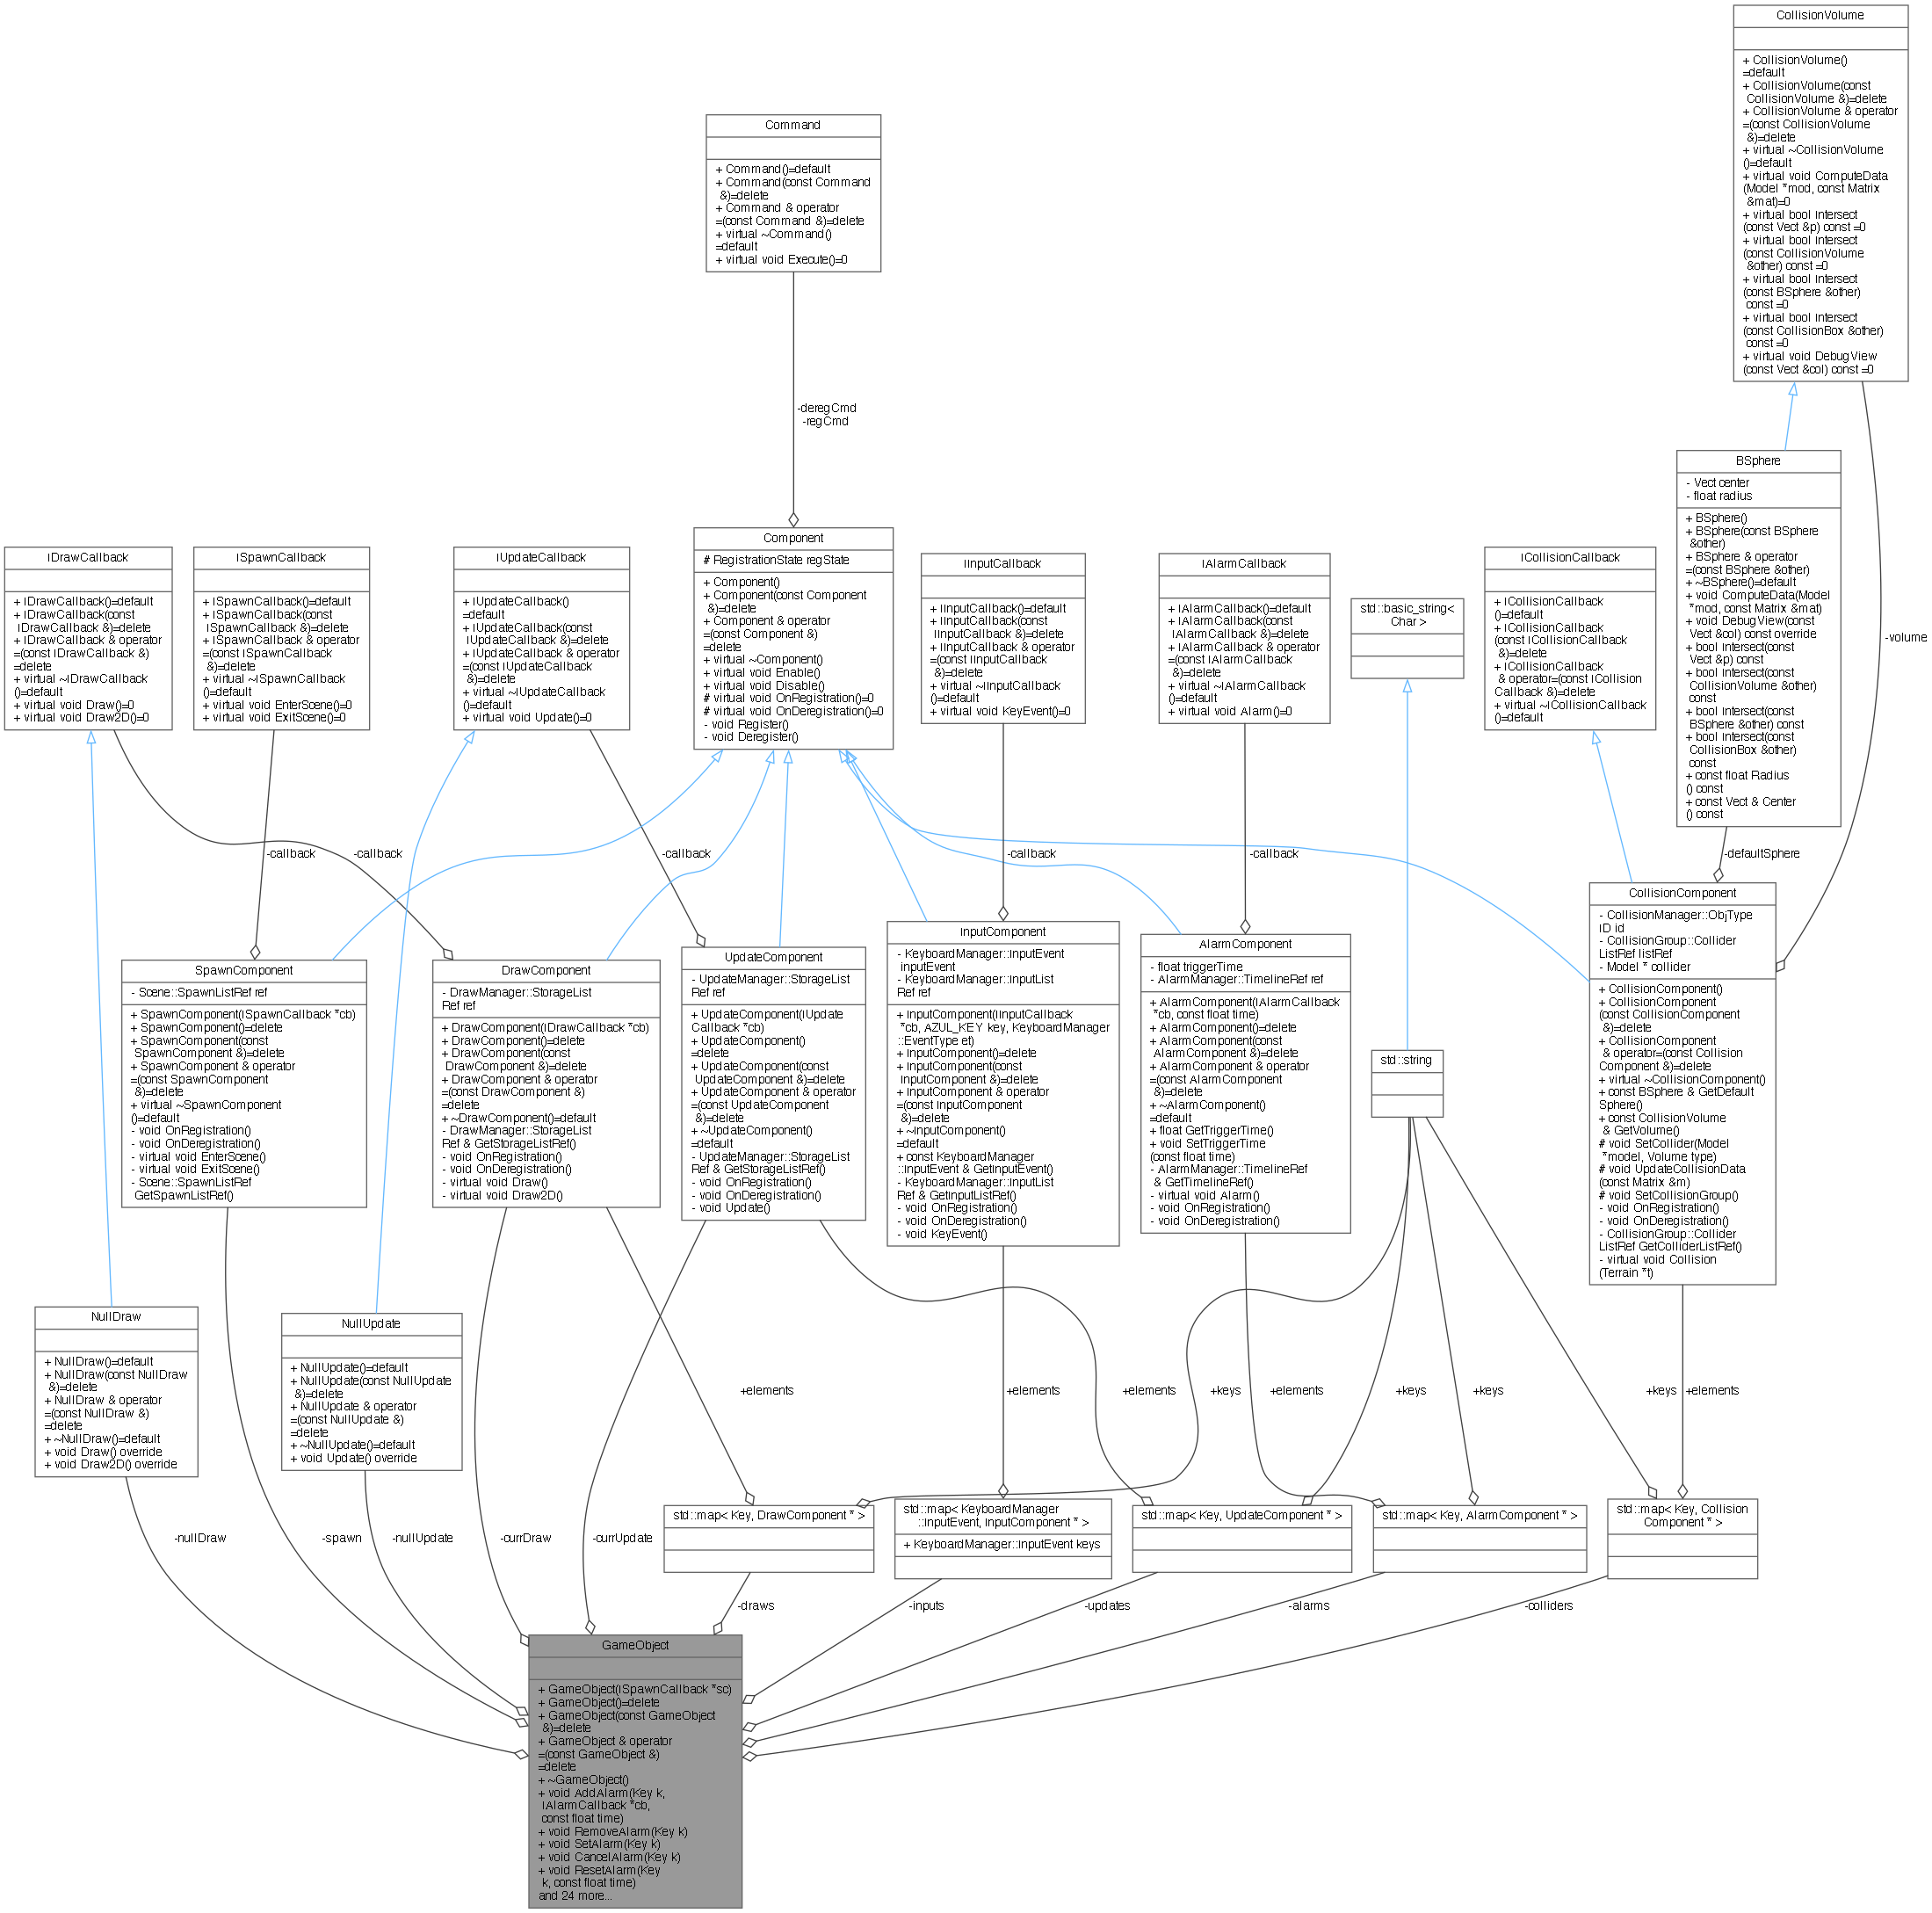 CollisionVolume
+ CollisionVolume()
=default
+ CollisionVolume(const
CollisionVolume &)=delete
+ CollisionVolume & operator
=(const CollisionVolume
&)=delete
+ virtual ~CollisionVolume
()=default
+ virtual void ComputeData
(Model *mod, const Matrix
&mat)=0
+ virtual bool Intersect
(const Vect &p) const =0
+ virtual bool Intersect
(const CollisionVolume
&other) const =0
+ virtual bool Intersect
(const BSphere &other)
const =0
+ virtual bool Intersect
(const CollisionBox &other)
const =0
+ virtual void DebugView
(const Vect &col) const =0
Command
+ Command()=default
+ Command(const Command
&)=delete
+ Command & operator
=(const Command &)=delete
+ virtual ~Command()
=default
+ virtual void Execute()=0
-deregCmd
-regCmd
BSphere
- Vect center
- float radius
+ BSphere()
+ BSphere(const BSphere
&other)
+ BSphere & operator
=(const BSphere &other)
+ ~BSphere()=default
+ void ComputeData(Model
*mod, const Matrix &mat)
+ void DebugView(const
Vect &col) const override
+ bool Intersect(const
Vect &p) const
+ bool Intersect(const
CollisionVolume &other)
const
+ bool Intersect(const
BSphere &other) const
+ bool Intersect(const
CollisionBox &other)
const
+ const float Radius
() const
+ const Vect & Center
() const
-volume
IDrawCallback
+ IDrawCallback()=default
+ IDrawCallback(const
IDrawCallback &)=delete
+ IDrawCallback & operator
=(const IDrawCallback &)
=delete
+ virtual ~IDrawCallback
()=default
+ virtual void Draw()=0
+ virtual void Draw2D()=0
ISpawnCallback
+ ISpawnCallback()=default
+ ISpawnCallback(const
ISpawnCallback &)=delete
+ ISpawnCallback & operator
=(const ISpawnCallback
&)=delete
+ virtual ~ISpawnCallback
()=default
+ virtual void EnterScene()=0
+ virtual void ExitScene()=0
IUpdateCallback
+ IUpdateCallback()
=default
+ IUpdateCallback(const
IUpdateCallback &)=delete
+ IUpdateCallback & operator
=(const IUpdateCallback
&)=delete
+ virtual ~IUpdateCallback
()=default
+ virtual void Update()=0
Component
# RegistrationState regState
+ Component()
+ Component(const Component
&)=delete
+ Component & operator
=(const Component &)
=delete
+ virtual ~Component()
+ virtual void Enable()
+ virtual void Disable()
# virtual void OnRegistration()=0
# virtual void OnDeregistration()=0
- void Register()
- void Deregister()
IInputCallback
+ IInputCallback()=default
+ IInputCallback(const
IInputCallback &)=delete
+ IInputCallback & operator
=(const IInputCallback
&)=delete
+ virtual ~IInputCallback
()=default
+ virtual void KeyEvent()=0
IAlarmCallback
+ IAlarmCallback()=default
+ IAlarmCallback(const
IAlarmCallback &)=delete
+ IAlarmCallback & operator
=(const IAlarmCallback
&)=delete
+ virtual ~IAlarmCallback
()=default
+ virtual void Alarm()=0
std::basic_string<
Char >
ICollisionCallback
+ ICollisionCallback
()=default
+ ICollisionCallback
(const ICollisionCallback
&)=delete
+ ICollisionCallback
& operator=(const ICollision
Callback &)=delete
+ virtual ~ICollisionCallback
()=default
-callback
-callback
-callback
-callback
-callback
-defaultSphere
SpawnComponent
- Scene::SpawnListRef ref
+ SpawnComponent(ISpawnCallback *cb)
+ SpawnComponent()=delete
+ SpawnComponent(const
SpawnComponent &)=delete
+ SpawnComponent & operator
=(const SpawnComponent
&)=delete
+ virtual ~SpawnComponent
()=default
- void OnRegistration()
- void OnDeregistration()
- virtual void EnterScene()
- virtual void ExitScene()
- Scene::SpawnListRef
GetSpawnListRef()
DrawComponent
- DrawManager::StorageList
Ref ref
+ DrawComponent(IDrawCallback *cb)
+ DrawComponent()=delete
+ DrawComponent(const
DrawComponent &)=delete
+ DrawComponent & operator
=(const DrawComponent &)
=delete
+ ~DrawComponent()=default
- DrawManager::StorageList
Ref & GetStorageListRef()
- void OnRegistration()
- void OnDeregistration()
- virtual void Draw()
- virtual void Draw2D()
UpdateComponent
- UpdateManager::StorageList
Ref ref
+ UpdateComponent(IUpdate
Callback *cb)
+ UpdateComponent()
=delete
+ UpdateComponent(const
UpdateComponent &)=delete
+ UpdateComponent & operator
=(const UpdateComponent
&)=delete
+ ~UpdateComponent()
=default
- UpdateManager::StorageList
Ref & GetStorageListRef()
- void OnRegistration()
- void OnDeregistration()
- void Update()
InputComponent
- KeyboardManager::InputEvent
inputEvent
- KeyboardManager::InputList
Ref ref
+ InputComponent(IInputCallback
*cb, AZUL_KEY key, KeyboardManager
::EventType et)
+ InputComponent()=delete
+ InputComponent(const
InputComponent &)=delete
+ InputComponent & operator
=(const InputComponent
&)=delete
+ ~InputComponent()
=default
+ const KeyboardManager
::InputEvent & GetInputEvent()
- KeyboardManager::InputList
Ref & GetInputListRef()
- void OnRegistration()
- void OnDeregistration()
- void KeyEvent()
AlarmComponent
- float triggerTime
- AlarmManager::TimelineRef ref
+ AlarmComponent(IAlarmCallback
*cb, const float time)
+ AlarmComponent()=delete
+ AlarmComponent(const
AlarmComponent &)=delete
+ AlarmComponent & operator
=(const AlarmComponent
&)=delete
+ ~AlarmComponent()
=default
+ float GetTriggerTime()
+ void SetTriggerTime
(const float time)
- AlarmManager::TimelineRef
& GetTimelineRef()
- virtual void Alarm()
- void OnRegistration()
- void OnDeregistration()
std::string
CollisionComponent
- CollisionManager::ObjType
ID id
- CollisionGroup::Collider
ListRef listRef
- Model * collider
+ CollisionComponent()
+ CollisionComponent
(const CollisionComponent
&)=delete
+ CollisionComponent
& operator=(const Collision
Component &)=delete
+ virtual ~CollisionComponent()
+ const BSphere & GetDefault
Sphere()
+ const CollisionVolume
& GetVolume()
# void SetCollider(Model
*model, Volume type)
# void UpdateCollisionData
(const Matrix &m)
# void SetCollisionGroup()
- void OnRegistration()
- void OnDeregistration()
- CollisionGroup::Collider
ListRef GetColliderListRef()
- virtual void Collision
(Terrain *t)
NullDraw
+ NullDraw()=default
+ NullDraw(const NullDraw
&)=delete
+ NullDraw & operator
=(const NullDraw &)
=delete
+ ~NullDraw()=default
+ void Draw() override
+ void Draw2D() override
NullUpdate
+ NullUpdate()=default
+ NullUpdate(const NullUpdate
&)=delete
+ NullUpdate & operator
=(const NullUpdate &)
=delete
+ ~NullUpdate()=default
+ void Update() override
+elements
+elements
+elements
+keys
+elements
+keys
+keys
+keys
+elements
std::map< Key, DrawComponent * >
std::map< KeyboardManager
::InputEvent, InputComponent * >
+ KeyboardManager::InputEvent keys
std::map< Key, UpdateComponent * >
std::map< Key, AlarmComponent * >
std::map< Key, Collision
Component * >
-nullDraw
-spawn
-nullUpdate
-currDraw
-currUpdate
-draws
-inputs
-updates
-alarms
-colliders
GameObject
+ GameObject(ISpawnCallback *sc)
+ GameObject()=delete
+ GameObject(const GameObject
&)=delete
+ GameObject & operator
=(const GameObject &)
=delete
+ ~GameObject()
+ void AddAlarm(Key k,
IAlarmCallback *cb,
const float time)
+ void RemoveAlarm(Key k)
+ void SetAlarm(Key k)
+ void CancelAlarm(Key k)
+ void ResetAlarm(Key
k, const float time)
and 24 more...